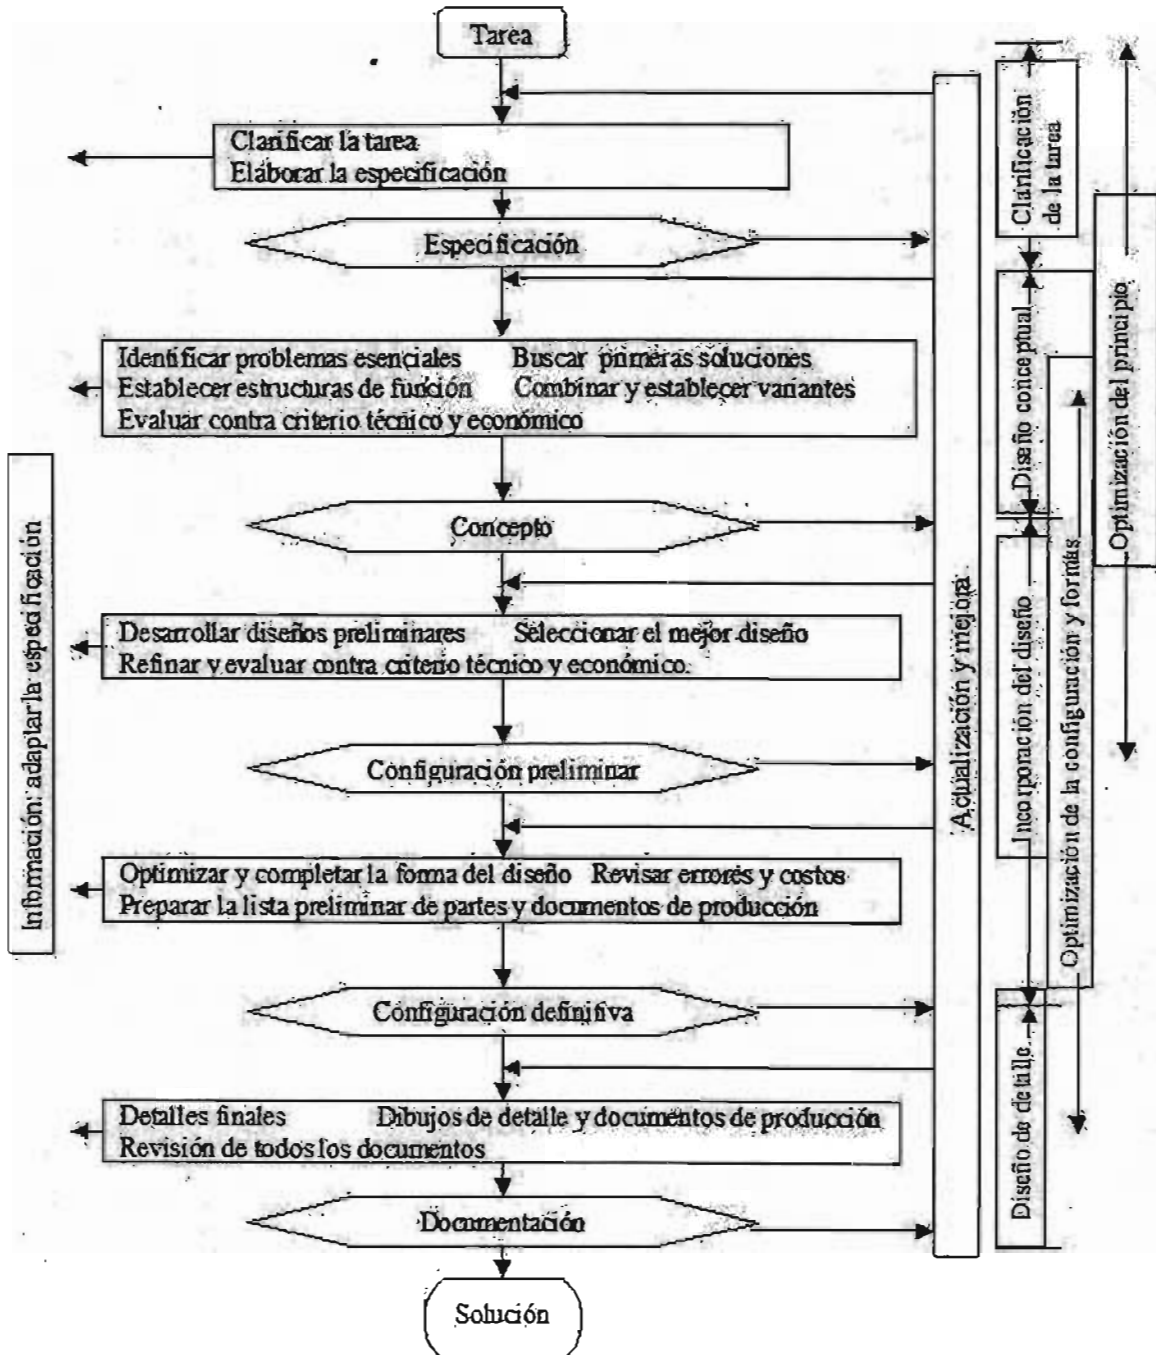 Tarea
Clarificar la tarea
Elaborar la especificación
Especificación
Identificar problemas esenciales Buscar primeras soluciones
Establecer estructuras de función Combinar y establecer variantes
Evaluar contra criterio técnico y económico
Concepto
Desarrollar diseños preliminares Seleccionar el mejor diseño
Refinar y evaluar contra criterio técnico y económico.
Configuración preliminar
Optimizar y completar la forma del diseño Revisar errores y costos
Preparar la lista preliminar de partes y documentos de producción
Configuración definitiva
Detalles finales Dibujos de detalle y documentos de producción
Revisión de todos los documentos
Documentación
Solución
Información: adaptar la especificación
Actualización y mejora
Clarificación
de la tarea
Diseño conceptual
Incorporación del diseño
Diseño de detalle
Optimización de la configuración y formas
Optimización del principio